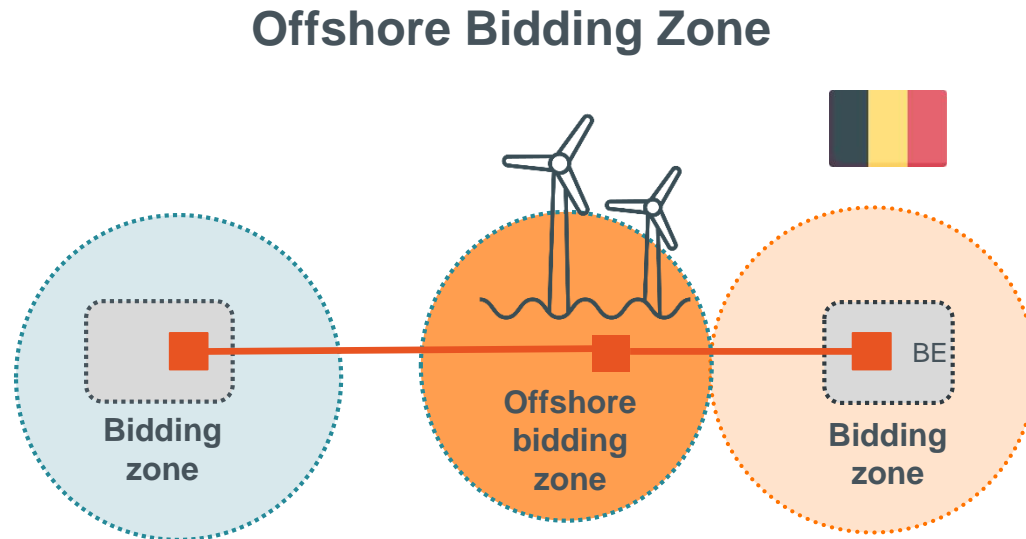 Offshore Bidding Zone
BE
Bidding
zone
Offshore
bidding
zone
Bidding
zone